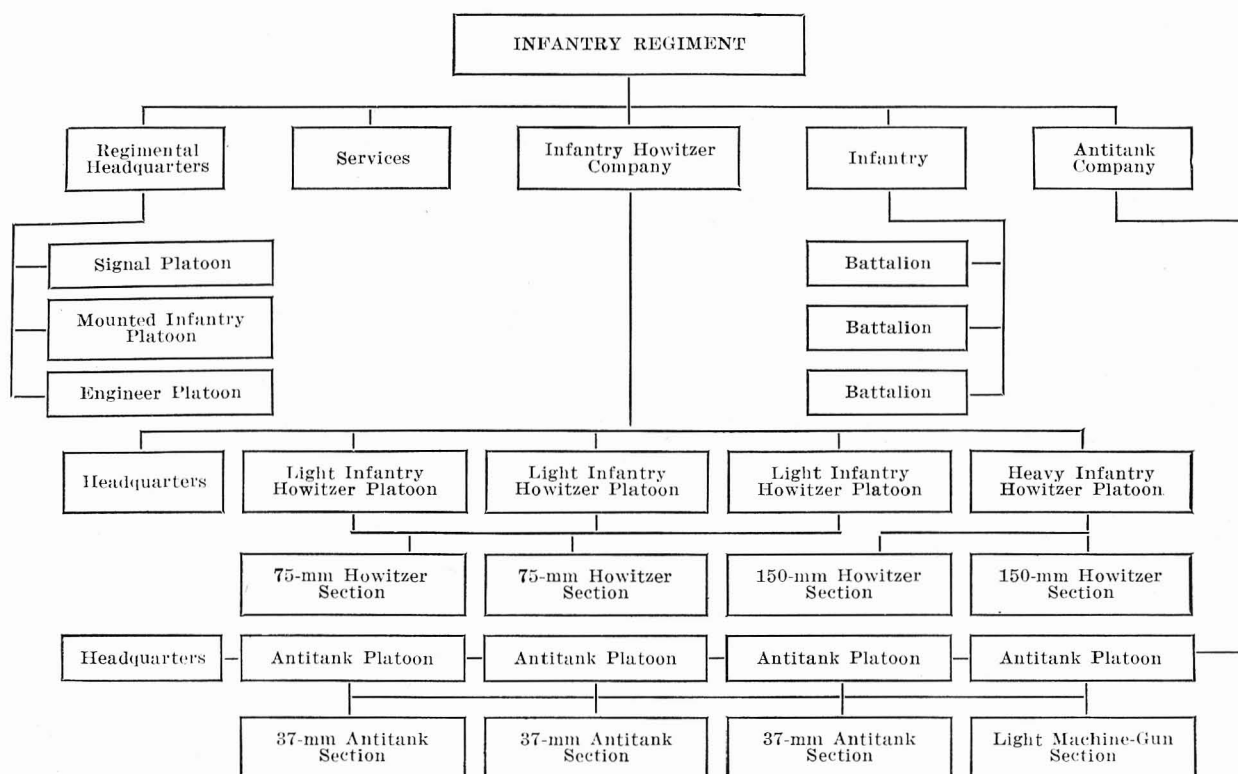 INFANTRY REGIMENT
Regimental
Headquarters
Services
Infantry Howitzer
Company
Infantry
Antitank
Company
Signal Platoon
Mounted Infantry
Platoon
Engineer Platoon
Battalion
Battalion
Battalion
Headquarters
Light Infantry
Howitzer Platoon
Light Infantry
Howitzer Platoon
Light Infantry
Howitzer Platoon
Heavy Infantry
Howitzer Platoon
75-mm Howitzer
Section
75-mm Howitzer
Section
150-mm Howitzer
Section
150-mm Howitzer
Section
Headquarters
Antitank Platoon
Antitank Platoon
Antitank Platoon
Antitank Platoon
37-mm Antitank
Section
37-mm Antitank
Section
37-mm Antitank
Section
Light Machine-Gun
Section